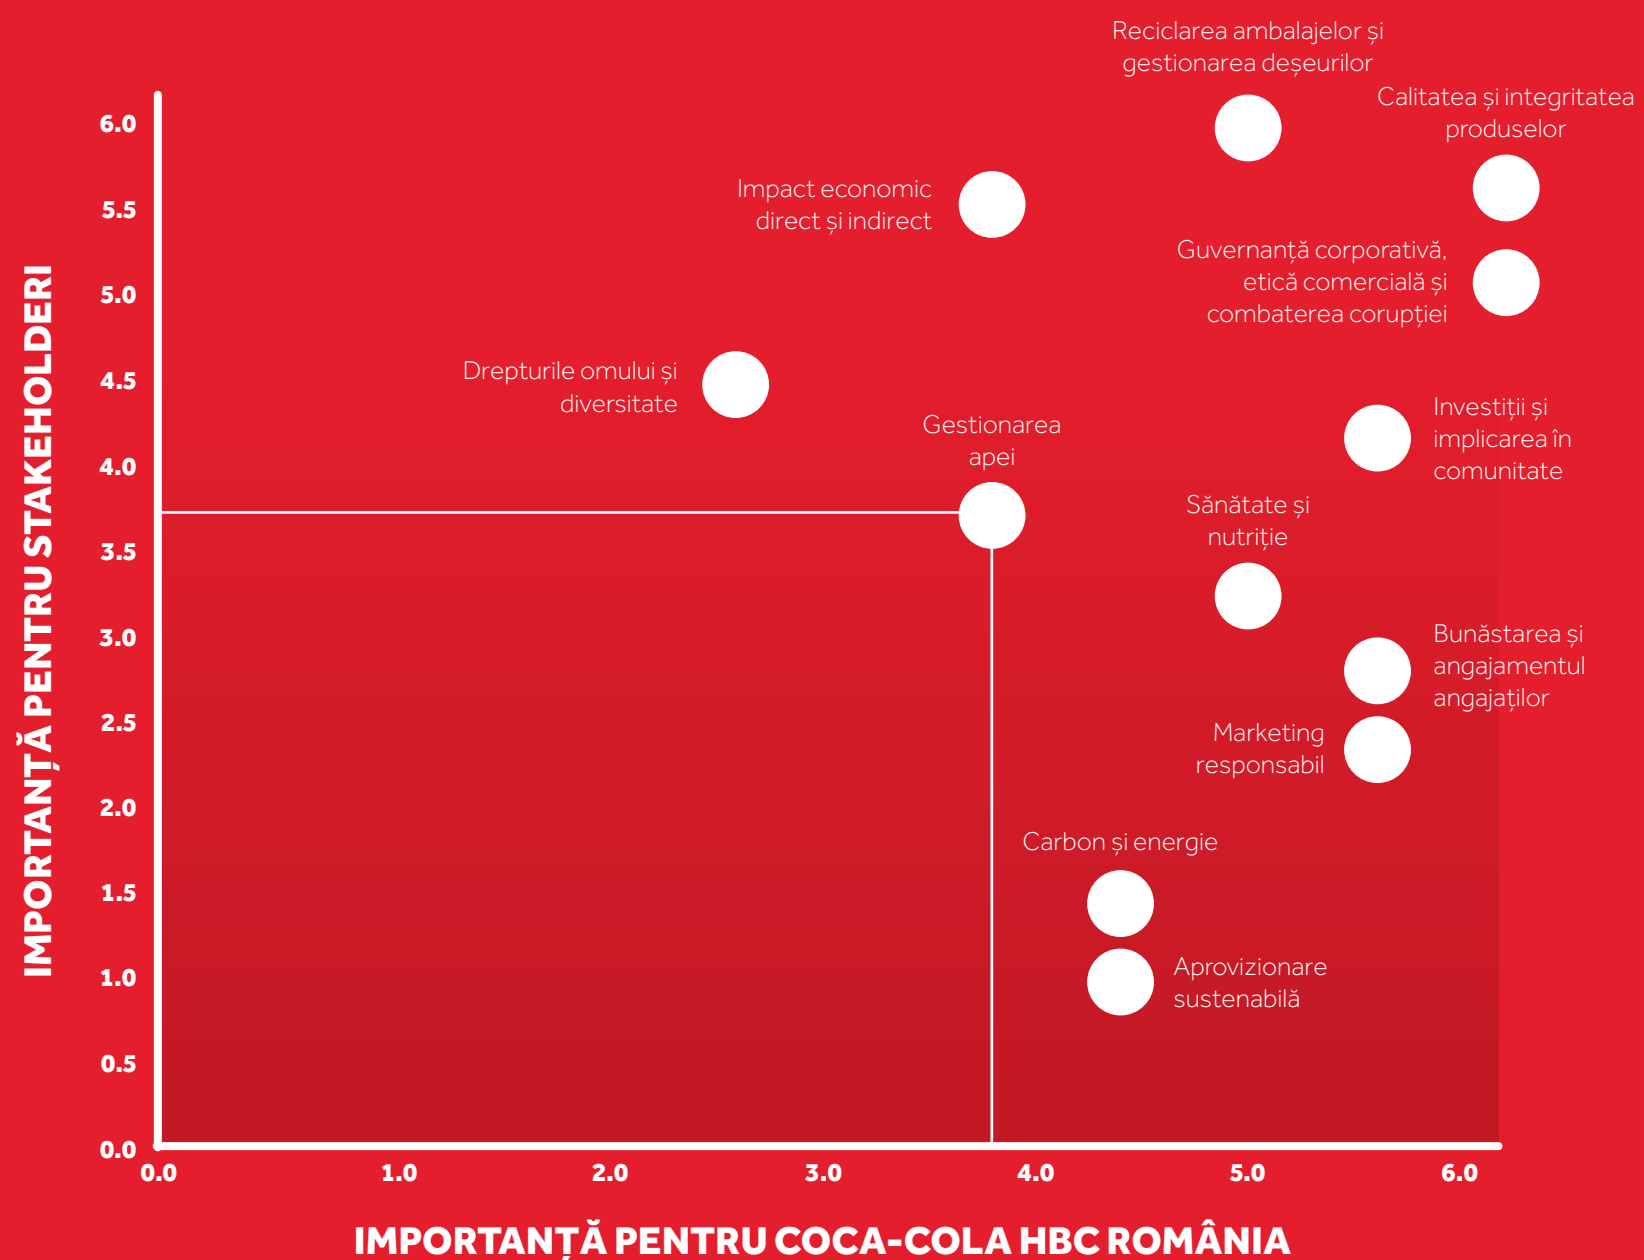 Reciclarea ambalajelor și
gestionarea deșeurilor
Calitatea și integritatea
produselor
Impact economic
direct și indirect
Guvernanță corporativă,
etică comercială și
combaterea corupției
Drepturile omului și
diversitate
Gestionarea
apei
Investiții și
implicarea în
comunitate
Sănătate și
nutriție
Bunăstarea și
angajamentul
angajaților
Marketing
responsabil
Carbon și energie
Aprovizionare
sustenabilă
IMPORTANȚĂ PENTRU STAKEHOLDERI
6.0
5.5
5.0
4.5
4.0
3.5
3.0
2.5
2.0
1.5
1.0
0.5
0.0
0.0 1.0 2.0 3.0 4.0 5.0 6.0
IMPORTANȚĂ PENTRU COCA-COLA HBC ROMÂNIA